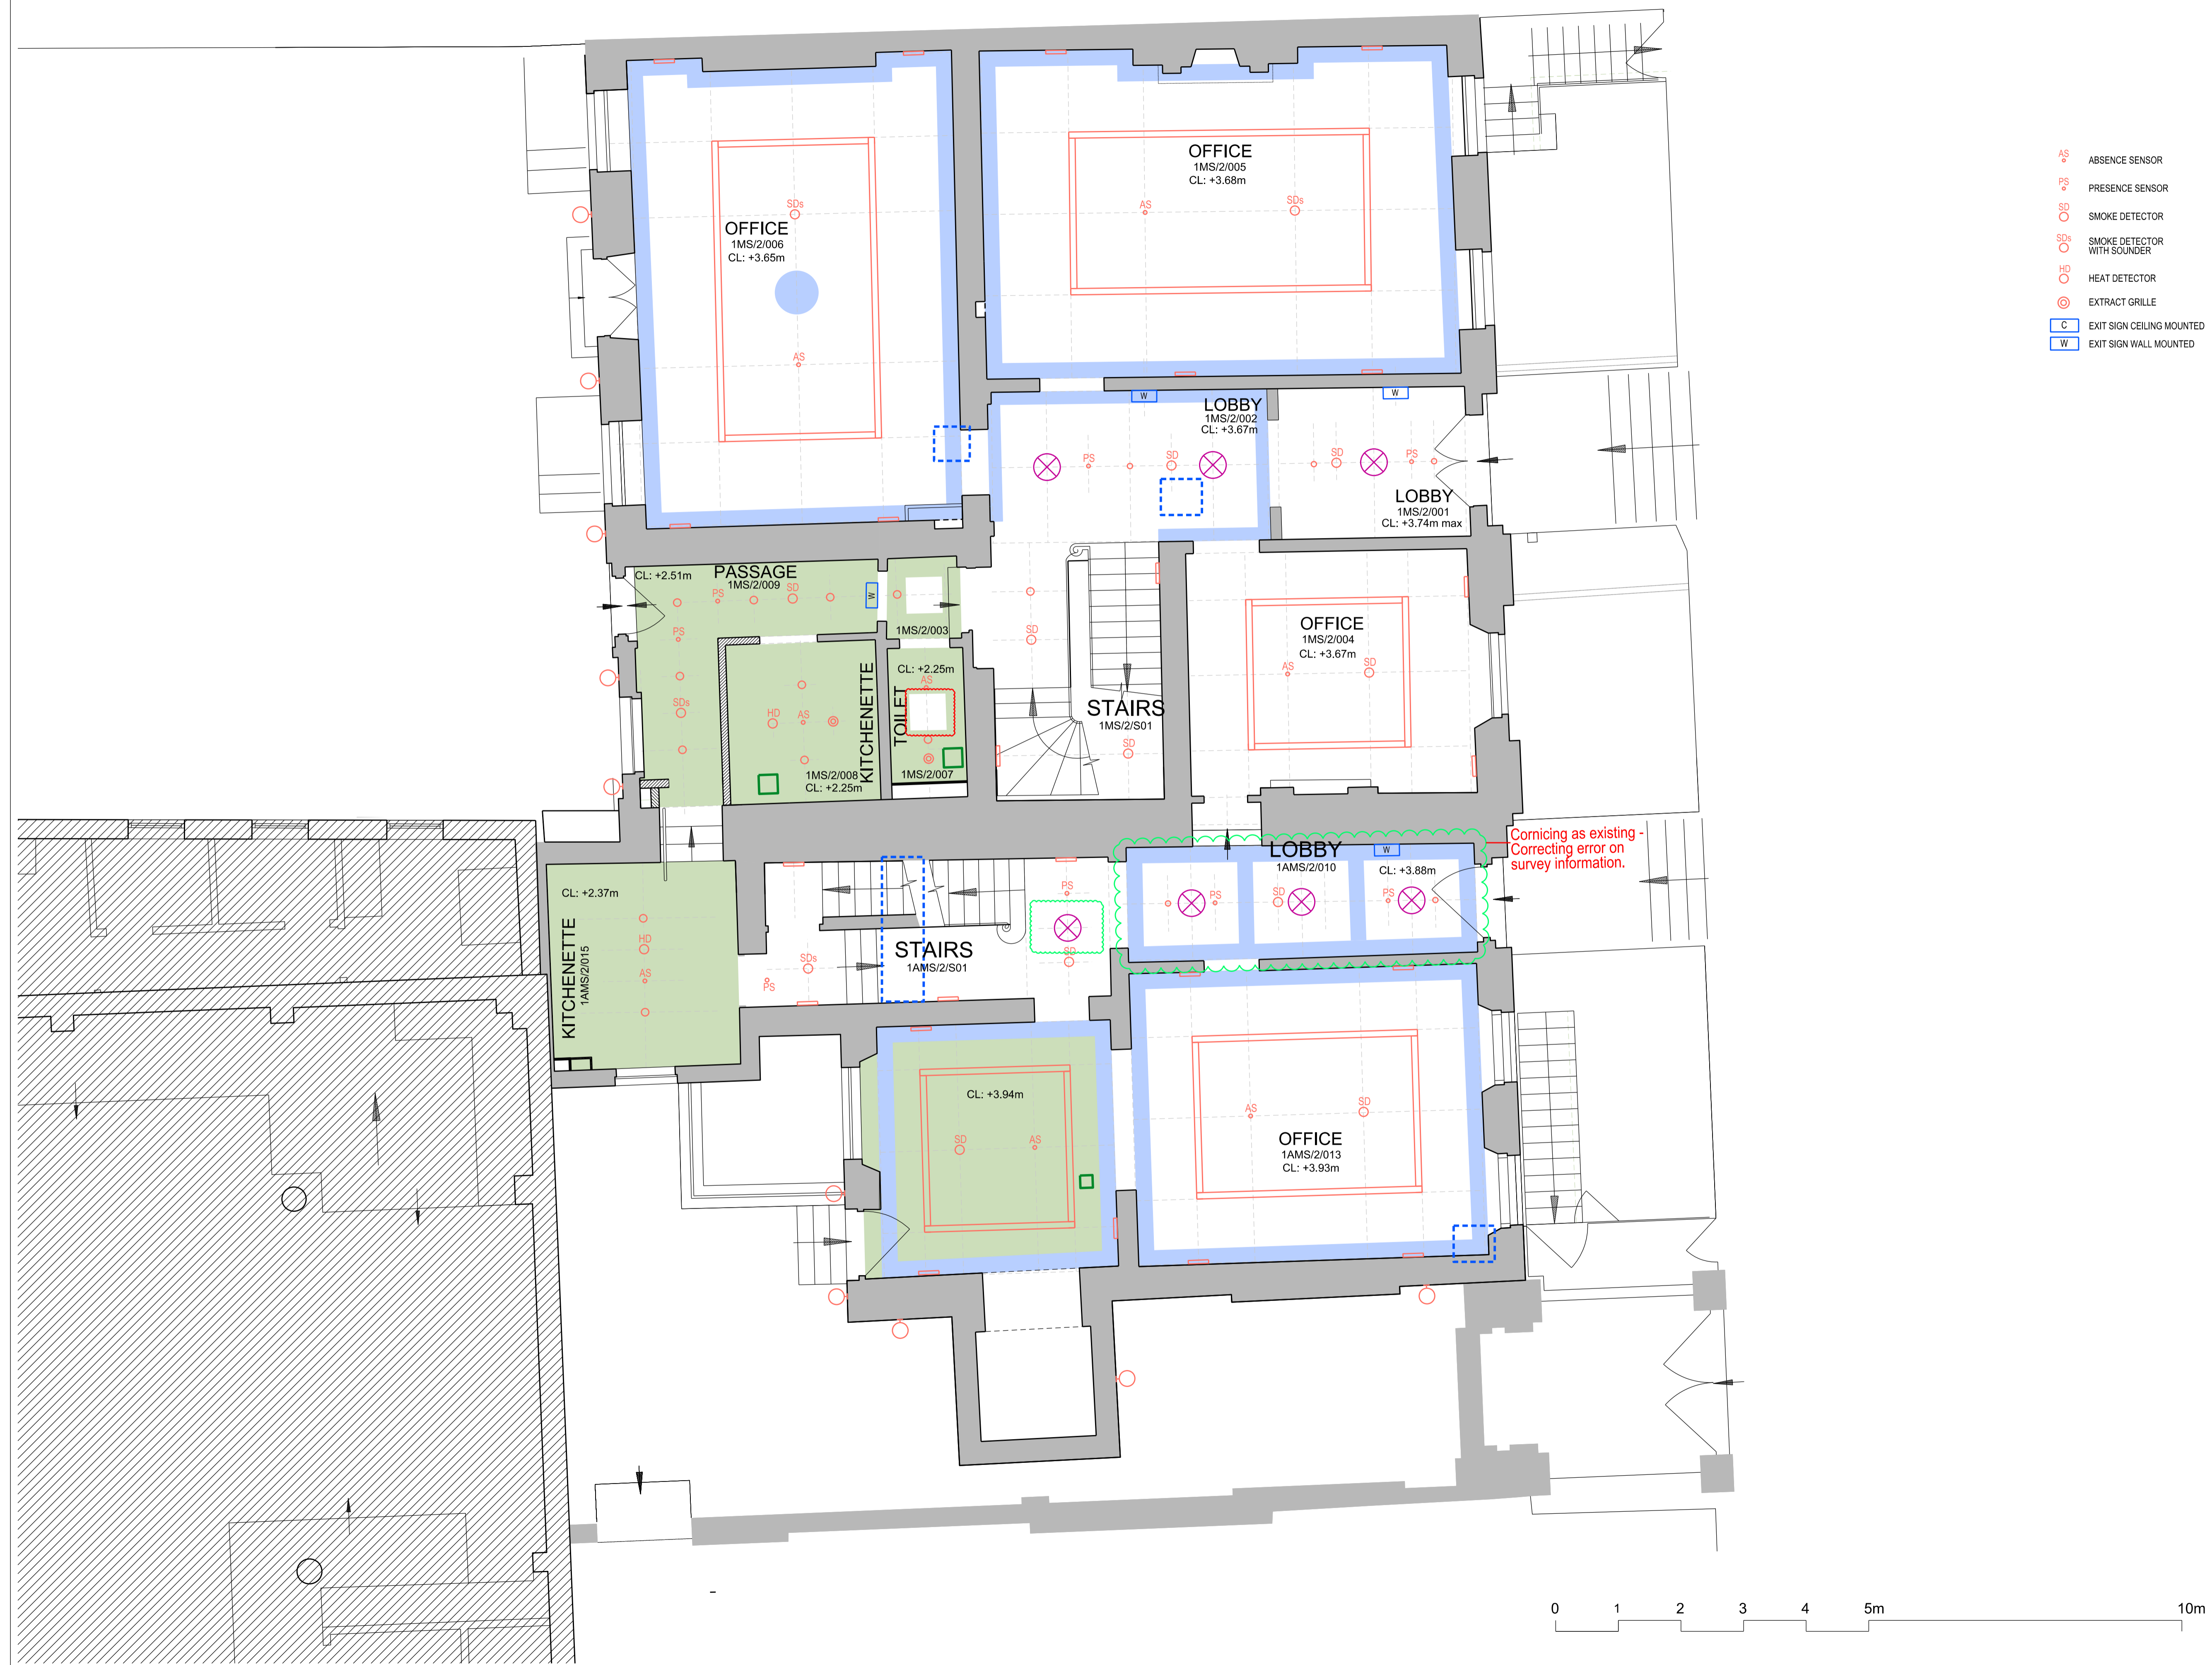 SDs
OFFICE
1MS/2/006
CL: +3.65m
AS
OFFICE
1MS/2/005
CL: +3.68m
AS
SDs
AS
ABSENCE SENSOR
PS
PRESENCE SENSOR
SD
SMOKE DETECTOR
SDs
SMOKE DETECTOR
WITH SOUNDER
HD
HEAT DETECTOR
EXTRACT GRILLE
C
EXIT SIGN CEILING MOUNTED
W
EXIT SIGN WALL MOUNTED
W
LOBBY
1MS/2/002
CL: +3.67m
PS
SD
W
SD
PS
LOBBY
1MS/2/001
CL: +3.74m max
CL: +2.51m
PASSAGE
1MS/2/009
PS
SD
W
PS
SDs
1MS/2/003
SD
KITCHENETTE
HD
AS
1MS/2/008
CL: +2.25m
CL: +2.25m
AS
TOILET
1MS/2/007
STAIRS
1MS/2/S01
SD
OFFICE
1MS/2/004
CL: +3.67m
AS
SD
Cornicing as existing -
Correcting error on
survey information.
LOBBY
1AMS/2/010
W
CL: +3.88m
PS
SD
PS
CL: +2.37m
KITCHENETTE
1AMS/2/015
HD
AS
PS
STAIRS
1AMS/2/S01
SDs
PS
SD
CL: +3.94m
SD
AS
AS
SD
OFFICE
1AMS/2/013
CL: +3.93m
0 1 2 3 4 5m 10m